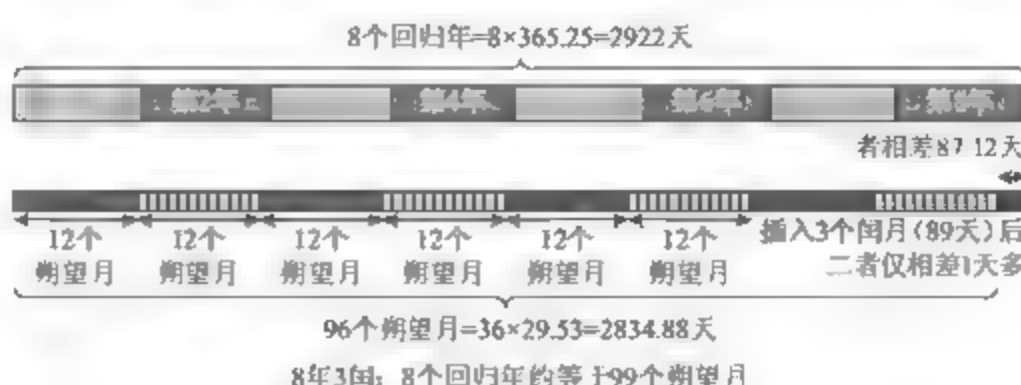 8个回归年=8×365.25=2922天
第2年 第4年 第6年 第8年
者相差87.12天
12个 12个 12个 12个 12个 12个 插入3个闰月(89天)后
朔望月 朔望月 朔望月 朔望月 朔望月 朔望月 二者仅相差1天多
96个朔望月=36×29.53=2834.88天
8年3闰:8个回归年约等于99个朔望月